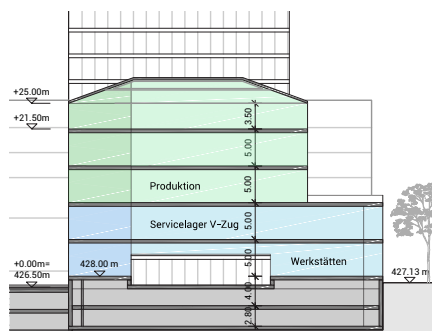 +25.00m
3.50
+21.50m
5.00
5.00
Produktion
5.00
Servicelager V-Zug
5.00
Werkstätten
+0.00m=
426.50m
428.00 m
427.13 m
4.00
2.80